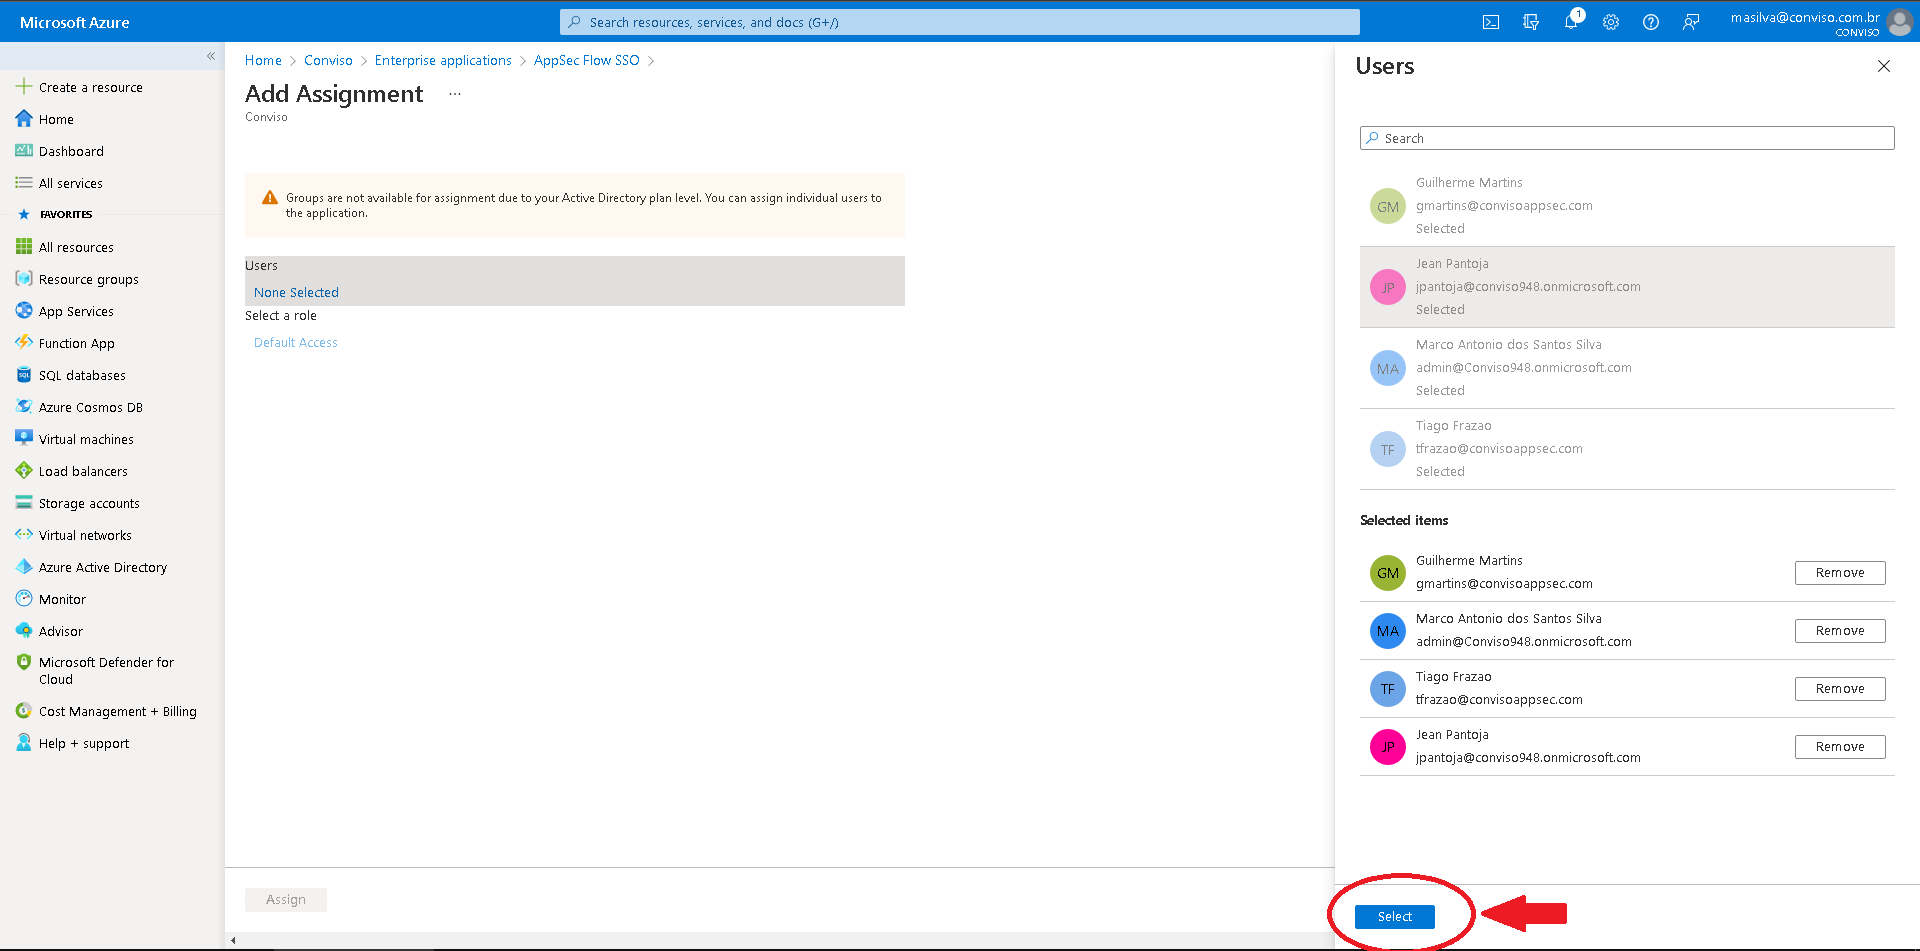 Microsoft Azure
Search resources, services, and docs (G+/)
1
masilva@conviso.com.br
CONVISO
«
Create a resource
Home
Dashboard
All services
FAVORITES
All resources
Resource groups
App Services
Function App
SQL databases
Azure Cosmos DB
Virtual machines
Load balancers
Storage accounts
Virtual networks
Azure Active Directory
Monitor
Advisor
Microsoft Defender for
Cloud
Cost Management + Billing
Help + support
Home > Conviso > Enterprise applications > AppSec Flow SSO >
Add Assignment ...
Conviso
Groups are not available for assignment due to your Active Directory plan level. You can assign individual users to
the application.
Users
None Selected
Select a role
Default Access
Assign
Users
Search
GM
Guilherme Martins
gmartins@convisoappsec.com
Selected
JP
Jean Pantoja
jpantoja@conviso948.onmicrosoft.com
Selected
MA
Marco Antonio dos Santos Silva
admin@Conviso948.onmicrosoft.com
Selected
TF
Tiago Frazao
tfrazao@convisoappsec.com
Selected
Selected items
GM
Guilherme Martins
gmartins@convisoappsec.com
Remove
MA
Marco Antonio dos Santos Silva
admin@Conviso948.onmicrosoft.com
Remove
TF
Tiago Frazao
tfrazao@convisoappsec.com
Remove
JP
Jean Pantoja
jpantoja@conviso948.onmicrosoft.com
Remove
Select